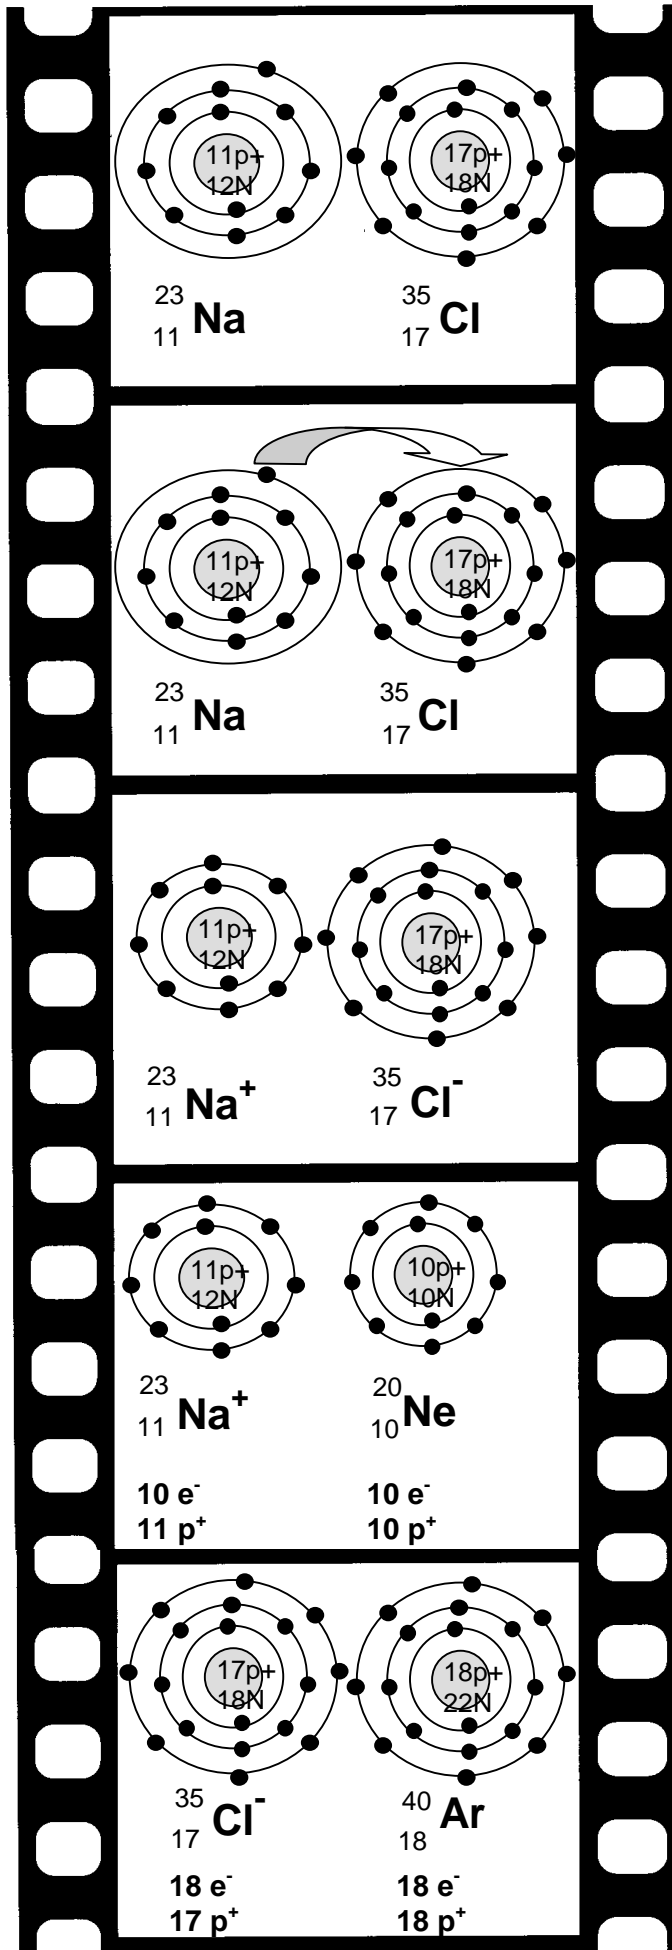 11p+ 17p+
12N 18N
23 35
11 Na 17 Cl
11p+ 17p+
12N 18N
23 35
11 Na 17 Cl
11p+ 17p+
12N 18N
23 35
11 Na⁺ 17 Cl⁻
11p+ 10p+
12N 10N
23 20
11 Na⁺ 10 Ne
10 e⁻ 10 e⁻
11 p⁺ 10 p⁺
17p+ 18p+
18N 22N
35 40
17 Cl⁻ 18 Ar
18 e⁻ 18 e⁻
17 p⁺ 18 p⁺